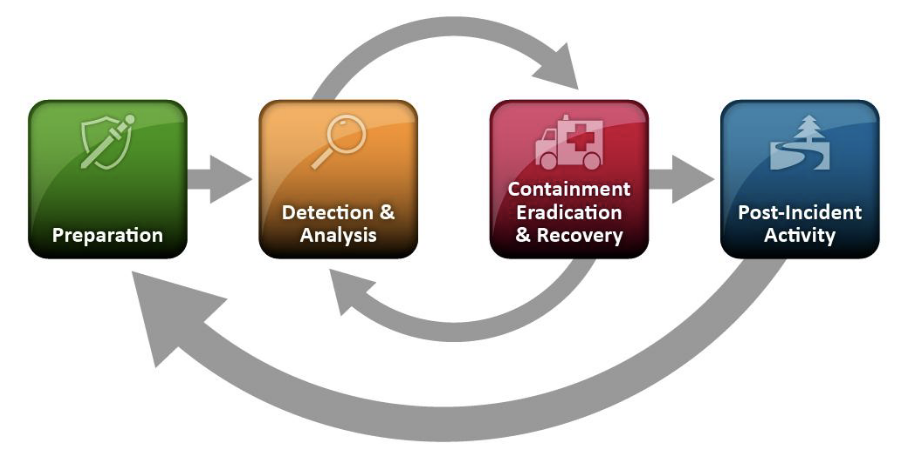 Preparation
Detection &
Analysis
Containment
Eradication
& Recovery
Post-Incident
Activity